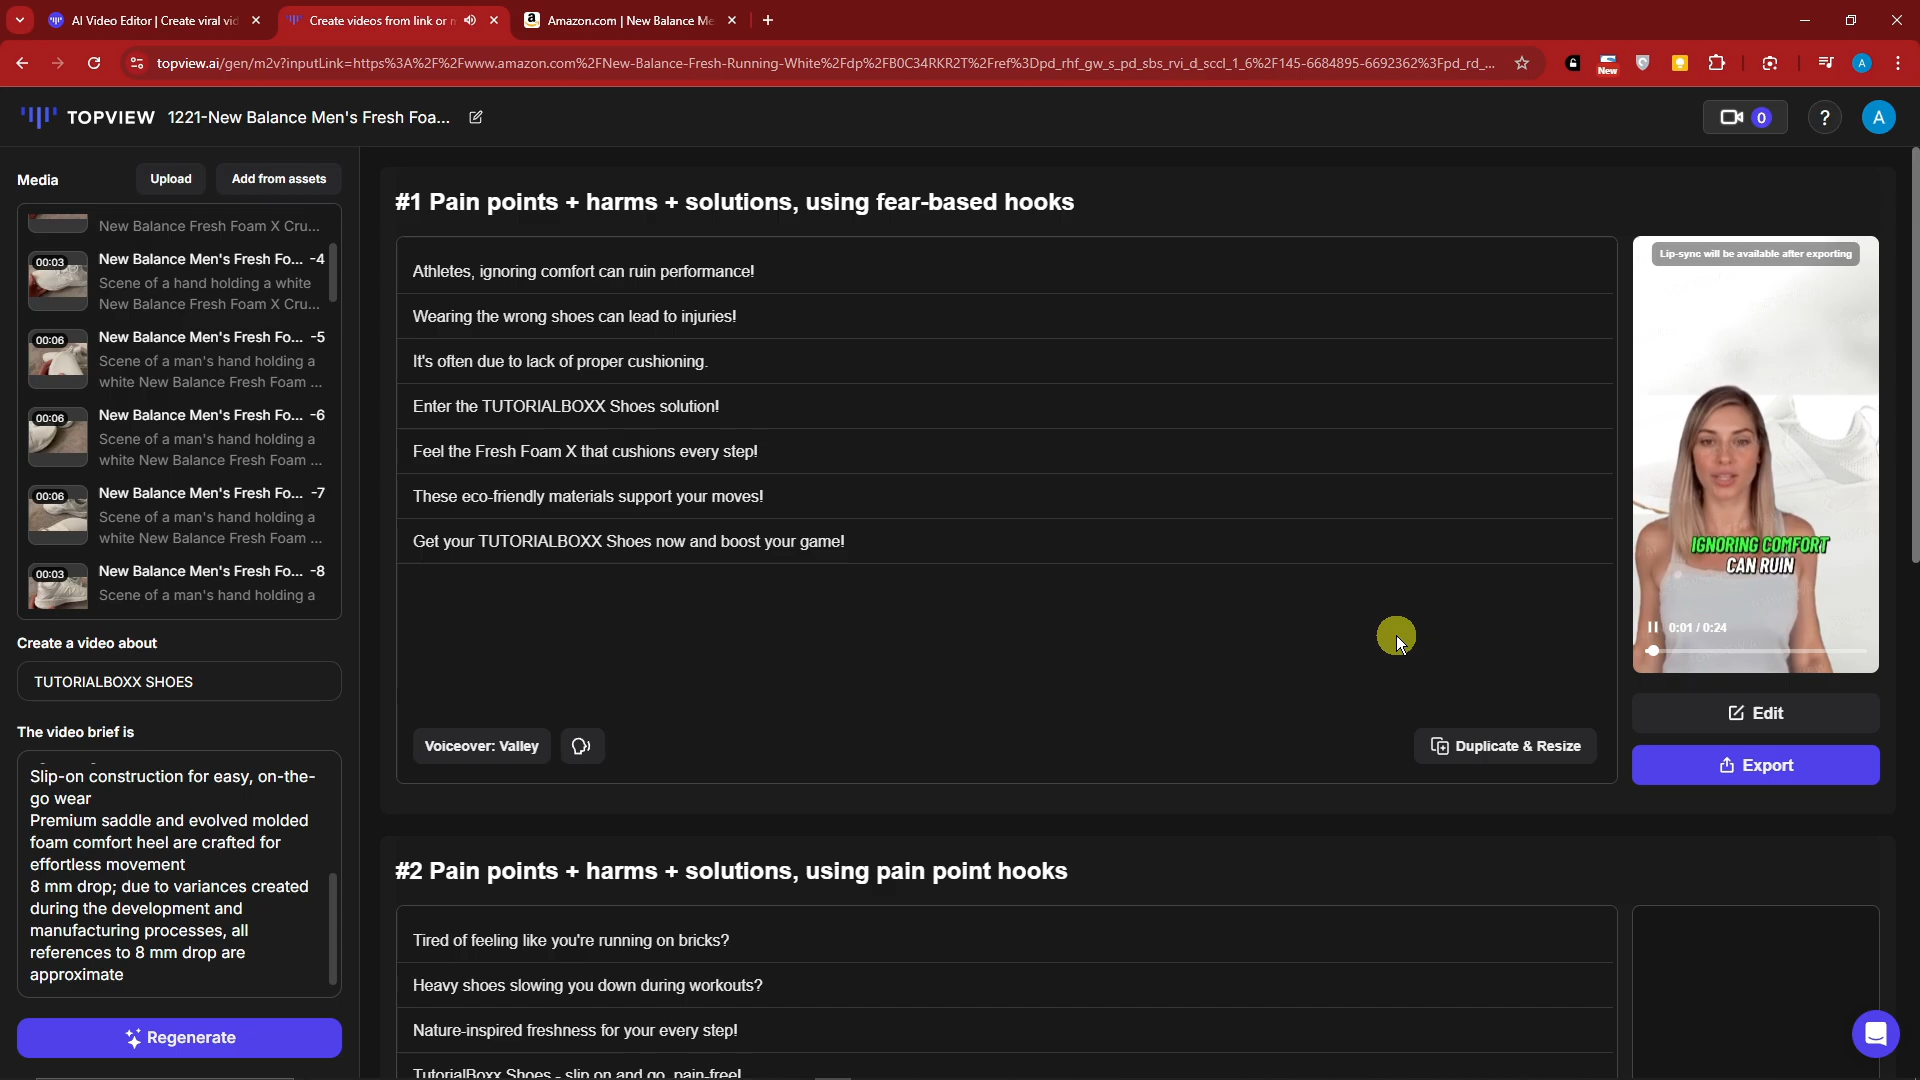 AI Video Editor | Create viral vi
Create videos from link or m
Amazon.com | New Balance Me
topview.ai/gen/m2v?inputLink=https%3A%2F%2Fwww.amazon.com%2FNew-Balance-Fresh-Running-White%2Fdp%2FB0C34RKR2T%2Fref%3Dpd_rhf_gw_s_pd_sbs_rvi_d_sccl_1_6%2F145-6684895-6692362%3Fpd_rd_...
New
A
TOPVIEW 1221-New Balance Men's Fresh Foa...
0
?
A
Media
Upload
Add from assets
New Balance Fresh Foam X Cru...
00:03
New Balance Men's Fresh Fo... -4
Scene of a hand holding a white
New Balance Fresh Foam X Cru...
00:06
New Balance Men's Fresh Fo... -5
Scene of a man's hand holding a
white New Balance Fresh Foam ...
00:06
New Balance Men's Fresh Fo... -6
Scene of a man's hand holding a
white New Balance Fresh Foam ...
00:06
New Balance Men's Fresh Fo... -7
Scene of a man's hand holding a
white New Balance Fresh Foam ...
00:03
New Balance Men's Fresh Fo... -8
Scene of a man's hand holding a
Create a video about
TUTORIALBOXX SHOES
The video brief is
Slip-on construction for easy, on-the-
go wear
Premium saddle and evolved molded
foam comfort heel are crafted for
effortless movement
8 mm drop; due to variances created
during the development and
manufacturing processes, all
references to 8 mm drop are
approximate
Regenerate
#1 Pain points + harms + solutions, using fear-based hooks
Athletes, ignoring comfort can ruin performance!
Wearing the wrong shoes can lead to injuries!
It's often due to lack of proper cushioning.
Enter the TUTORIALBOXX Shoes solution!
Feel the Fresh Foam X that cushions every step!
These eco-friendly materials support your moves!
Get your TUTORIALBOXX Shoes now and boost your game!
Voiceover: Valley
Duplicate & Resize
Lip-sync will be available after exporting
IGNORING COMFORT
CAN RUIN
0:01 / 0:24
Edit
Export
#2 Pain points + harms + solutions, using pain point hooks
Tired of feeling like you're running on bricks?
Heavy shoes slowing you down during workouts?
Nature-inspired freshness for your every step!
TutorialBoxx Shoes - slip on and go, pain-free!